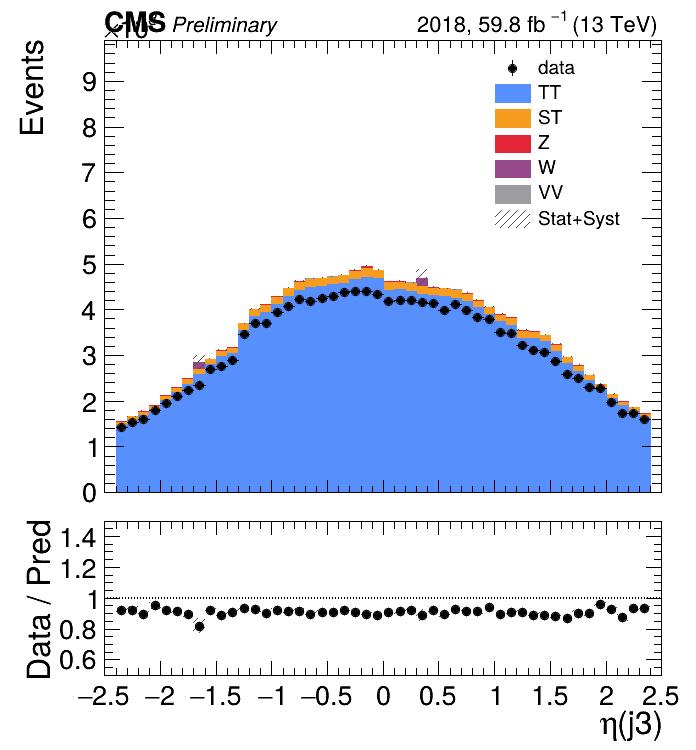 CMS Preliminary 2018, 59.8 fb⁻¹ (13 TeV)
Events
9
8
7
6
5
4
3
2
1
0
data
TT
ST
Z
W
VV
Stat+Syst
Data / Pred
1.4
1.2
1
0.8
0.6
−2.5 −2 −1.5 −1 −0.5 0 0.5 1 1.5 2 2.5
η(j3)